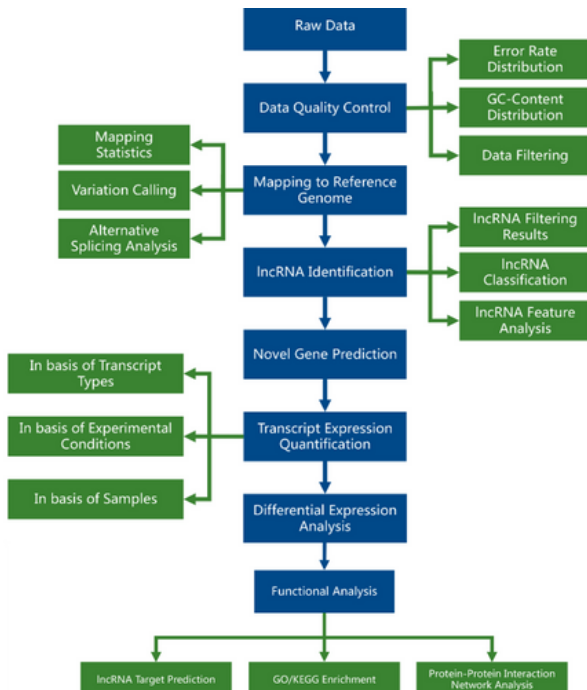 Raw Data
Error Rate
Distribution
Data Quality Control
GC-Content
Distribution
Data Filtering
Mapping
Statistics
Variation Calling
Alternative
Splicing Analysis
Mapping to Reference
Genome
lncRNA Filtering
Results
lncRNA Identification
lncRNA
Classification
lncRNA Feature
Analysis
Novel Gene Prediction
In basis of Transcript
Types
In basis of Experimental
Conditions
In basis of Samples
Transcript Expression
Quantification
Differential Expression
Analysis
Functional Analysis
lncRNA Target Prediction
GO/KEGG Enrichment
Protein-Protein Interaction
Network Analysis